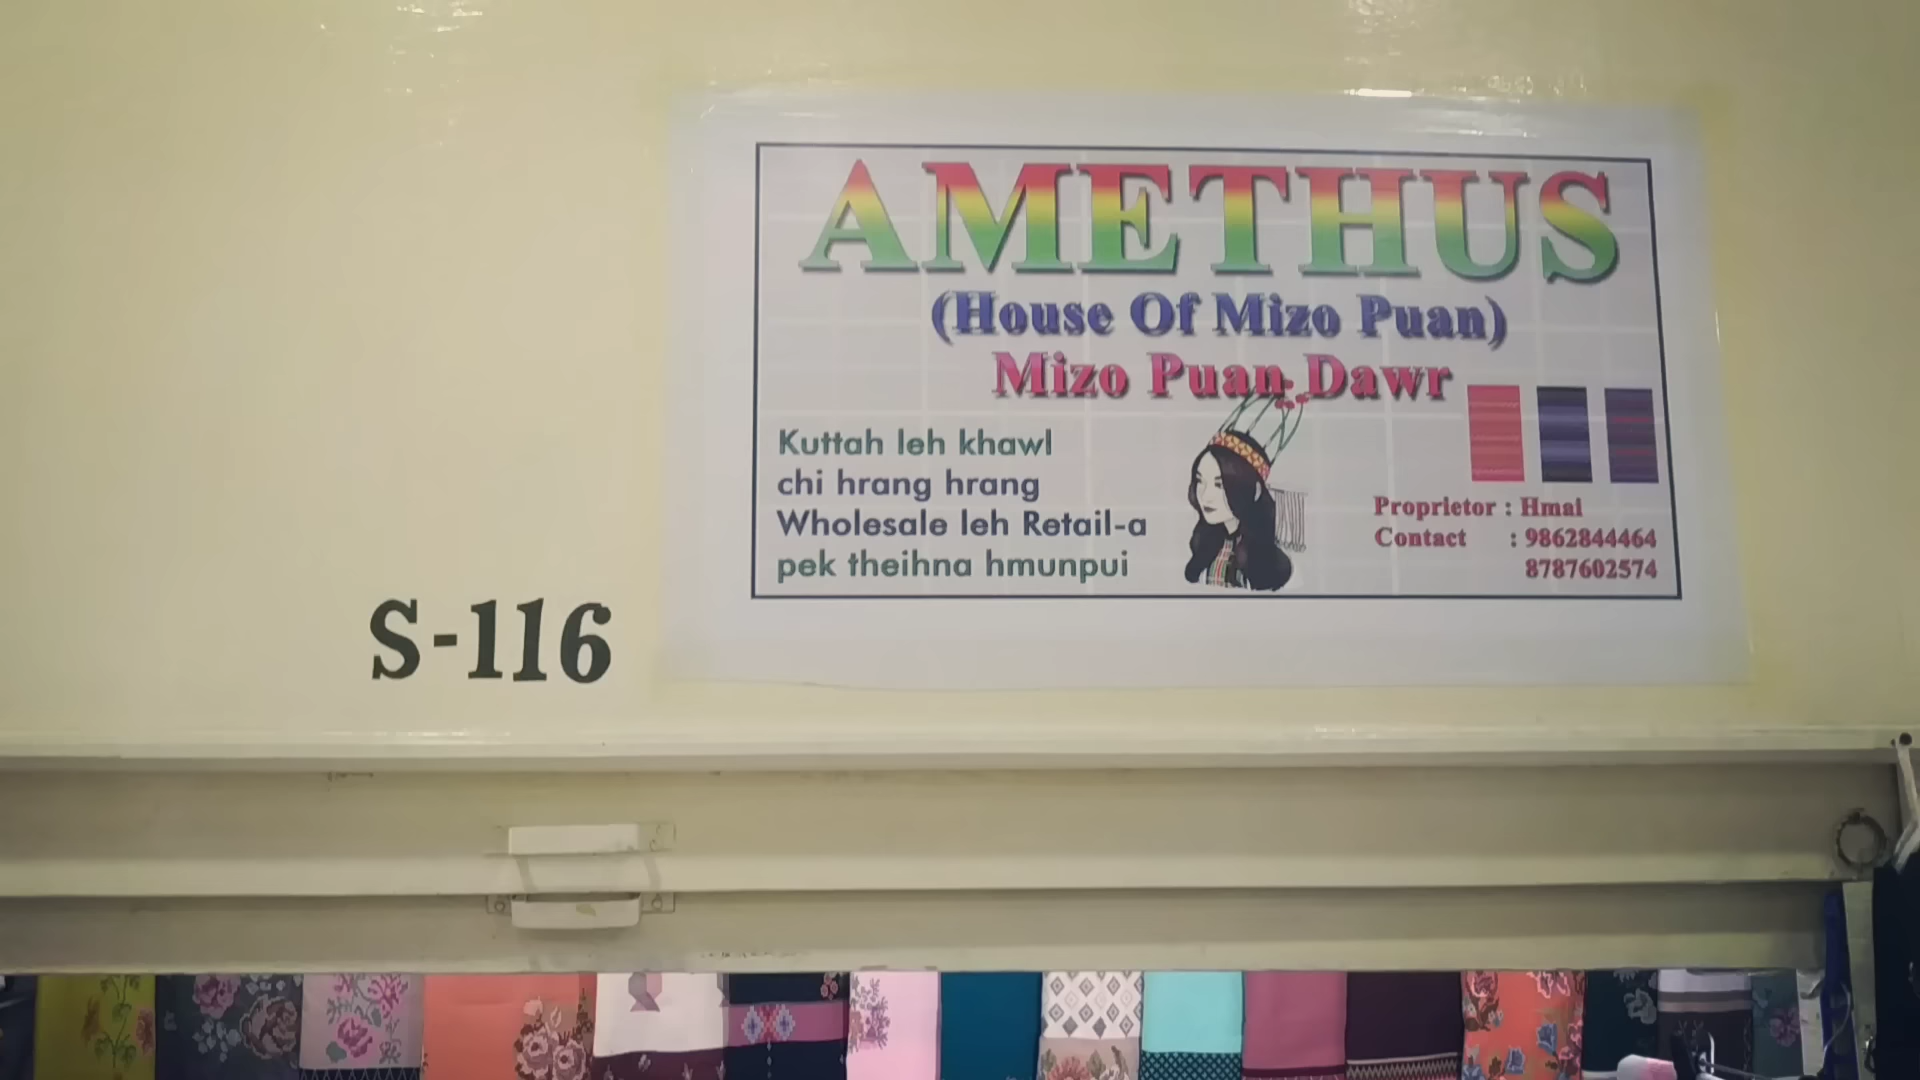 AMETHUS
(House Of Mizo Puan)
Mizo Puan Dawr
Kuttah leh khawl
chi hrang hrang
Wholesale leh Retail-a
pek theihna hmunpui
Proprietor : Hmai
Contact : 9862844464
8787602574
S-116